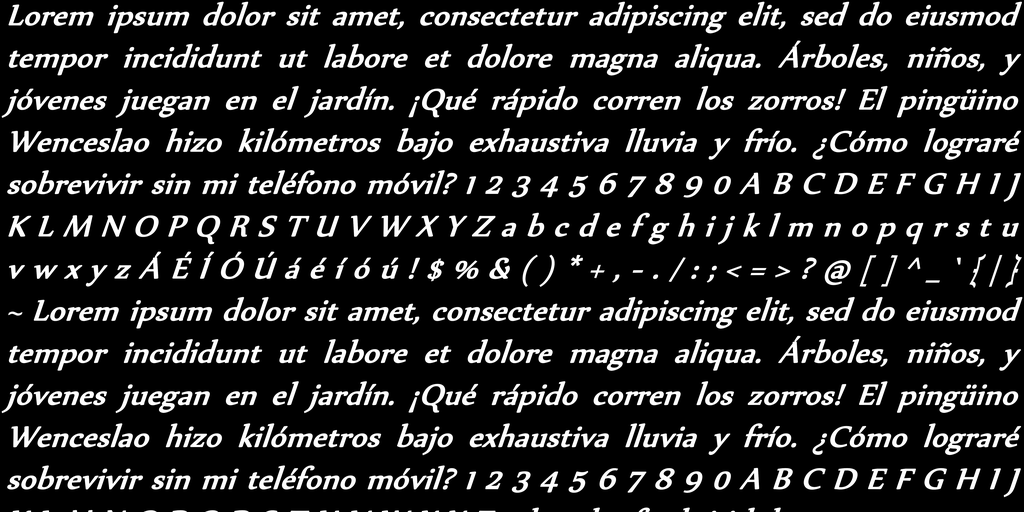 Lorem ipsum dolor sit amet, consectetur adipiscing elit, sed do eiusmod
tempor incididunt ut labore et dolore magna aliqua. Árboles, niños, y
jóvenes juegan en el jardín. ¡Qué rápido corren los zorros! El pingüino
Wenceslao hizo kilómetros bajo exhaustiva lluvia y frío. ¿Cómo lograré
sobrevivir sin mi teléfono móvil? 1 2 3 4 5 6 7 8 9 0 A B C D E F G H I J
K L M N O P Q R S T U V W X Y Z a b c d e f g h i j k l m n o p q r s t u
v w x y z Á É Í Ó Ú á é í ó ú ! $ % & ( ) * + , - . / : ; < = > ? @ [ ] ^ _ ` { | }
~ Lorem ipsum dolor sit amet, consectetur adipiscing elit, sed do eiusmod
tempor incididunt ut labore et dolore magna aliqua. Árboles, niños, y
jóvenes juegan en el jardín. ¡Qué rápido corren los zorros! El pingüino
Wenceslao hizo kilómetros bajo exhaustiva lluvia y frío. ¿Cómo lograré
sobrevivir sin mi teléfono móvil? 1 2 3 4 5 6 7 8 9 0 A B C D E F G H I J